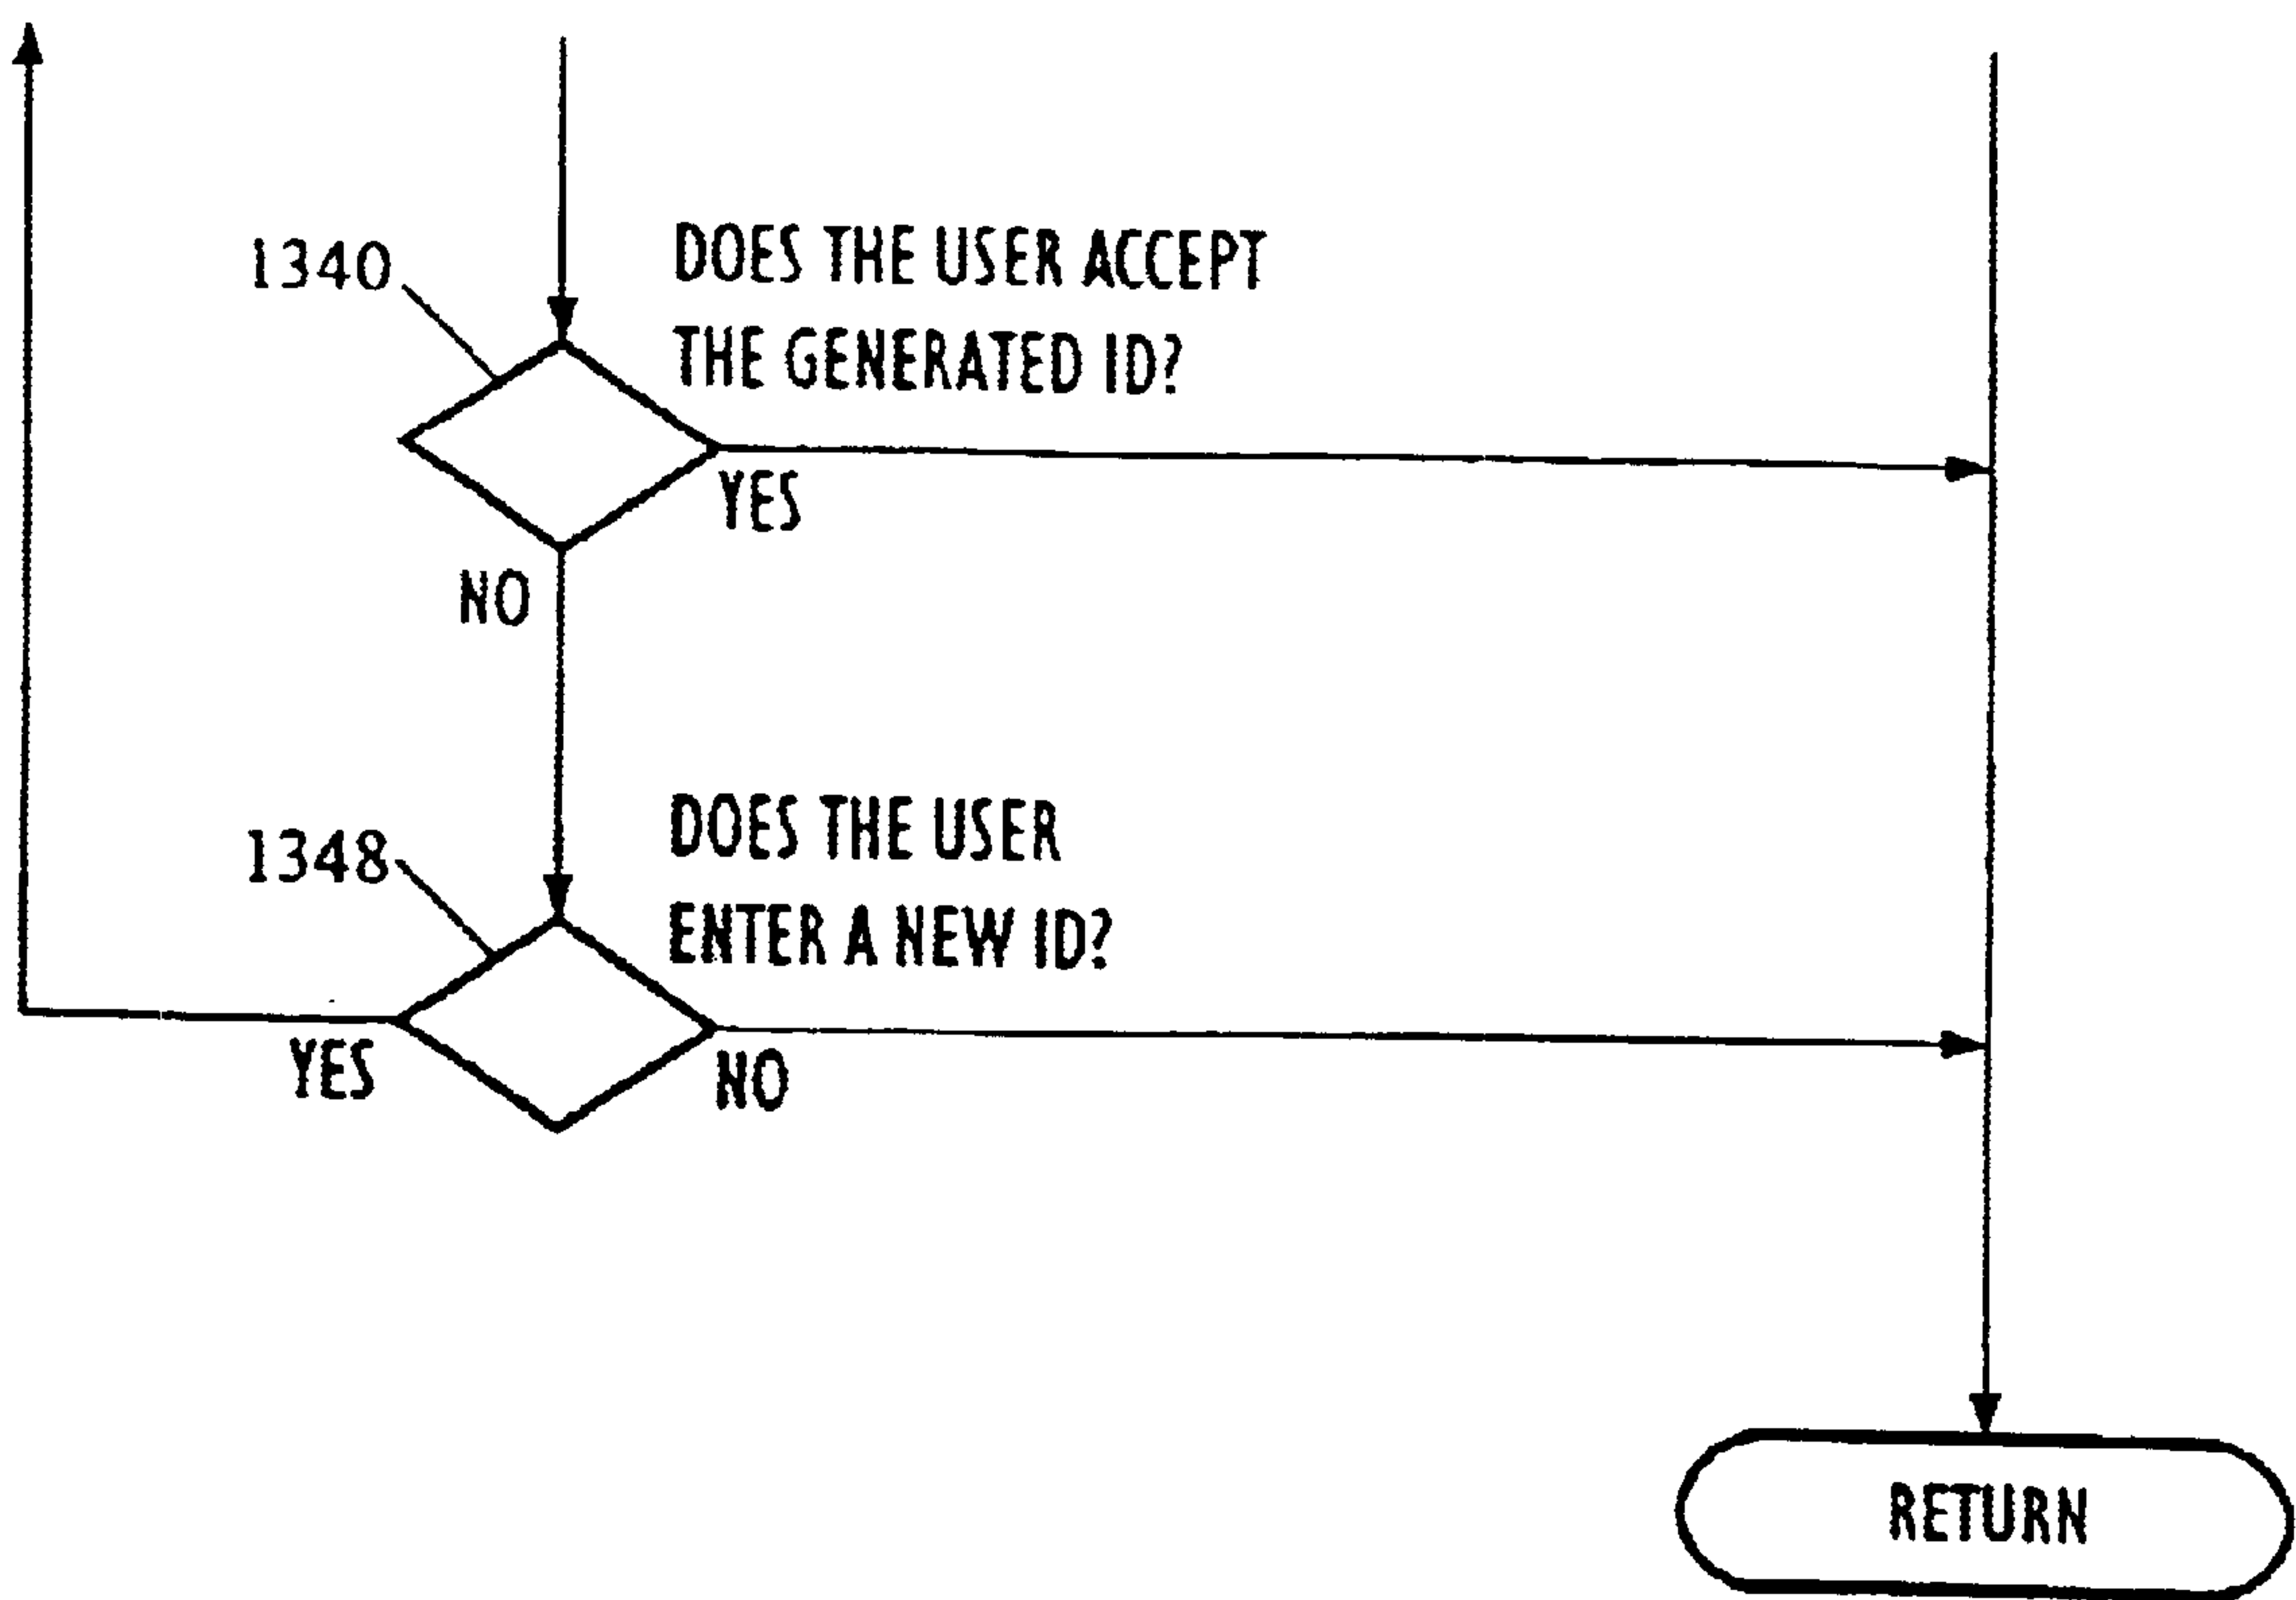 1340
DOES THE USER ACCEPT
THE GENERATED ID?
YES
NO
1348
DOES THE USER
ENTER A NEW ID?
YES
NO
RETURN